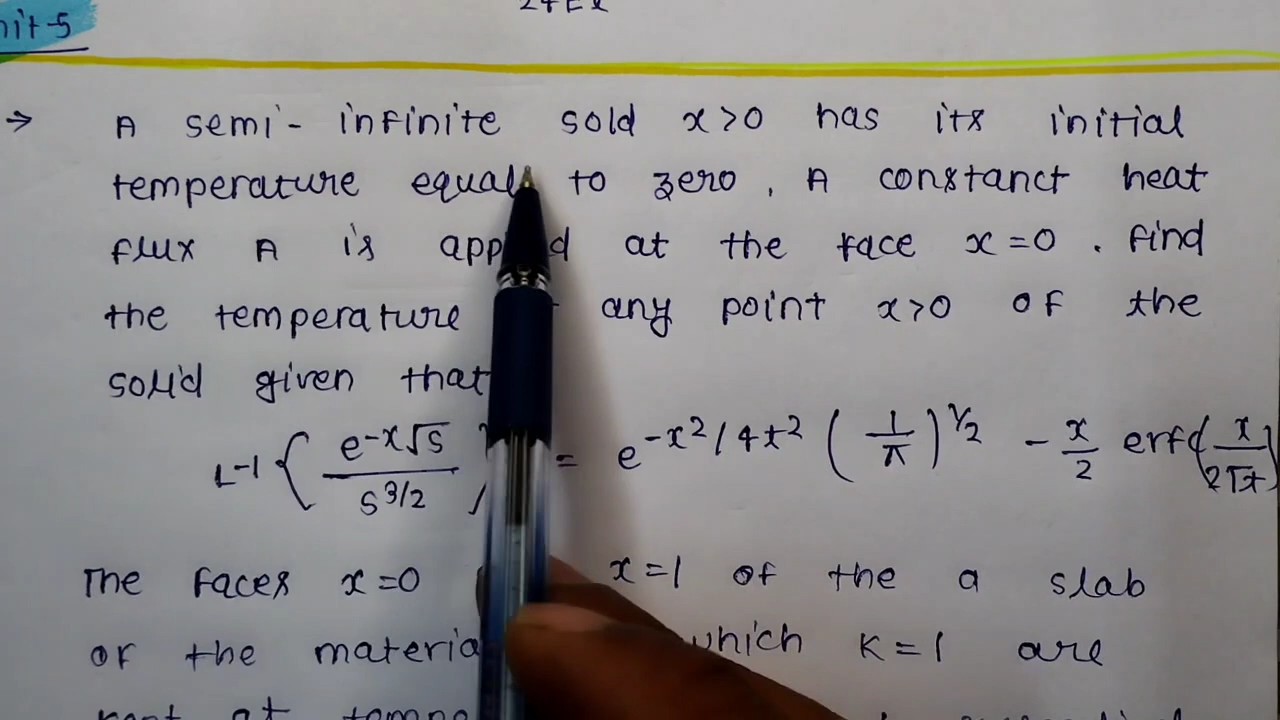 nit-5
A semi-infinite sold x>0 has its initial
temperature equal to zero, A constanct heat
flux A is app d at the face x=0. Find
the temperature any point x>0 of the
solid given that
L-1 { e^-x√s / s^3/2 = e^-x²/4t² (1/π)^1/2 - x/2 erf(x/2√t)
The faces x=0 x=1 of the a slab
of the materia which K=1 are